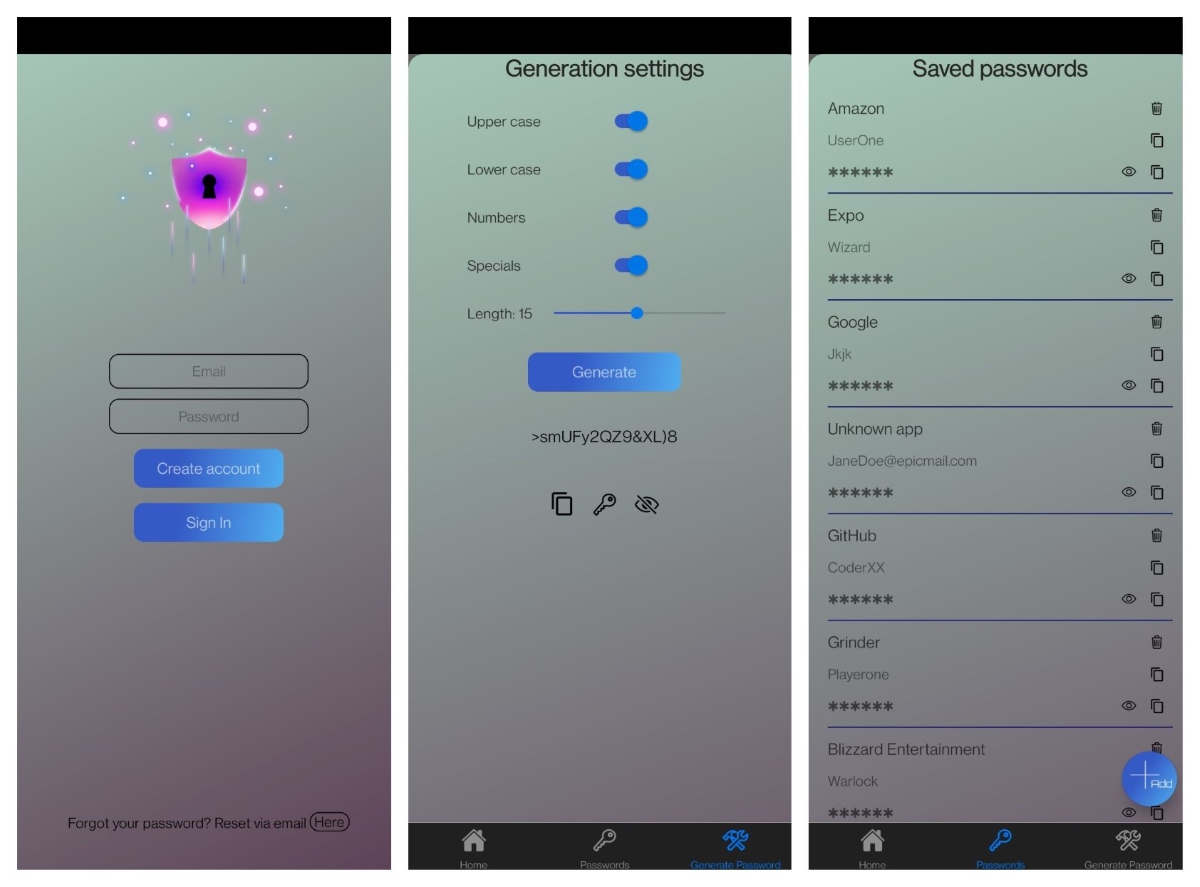 Email
Password
Create account
Sign In
Forgot your password? Reset via email Here
Generation settings
Upper case
Lower case
Numbers
Specials
Length: 15
Generate
>smUFy2QZ9&XL)8
Home
Passwords
Generate Password
Saved passwords
Amazon
UserOne
******
Expo
Wizard
******
Google
Jkjk
******
Unknown app
JaneDoe@epicmail.com
******
GitHub
CoderXX
******
Grinder
Playerone
******
Blizzard Entertainment
Warlock
******
Add
Home
Passwords
Generate Password